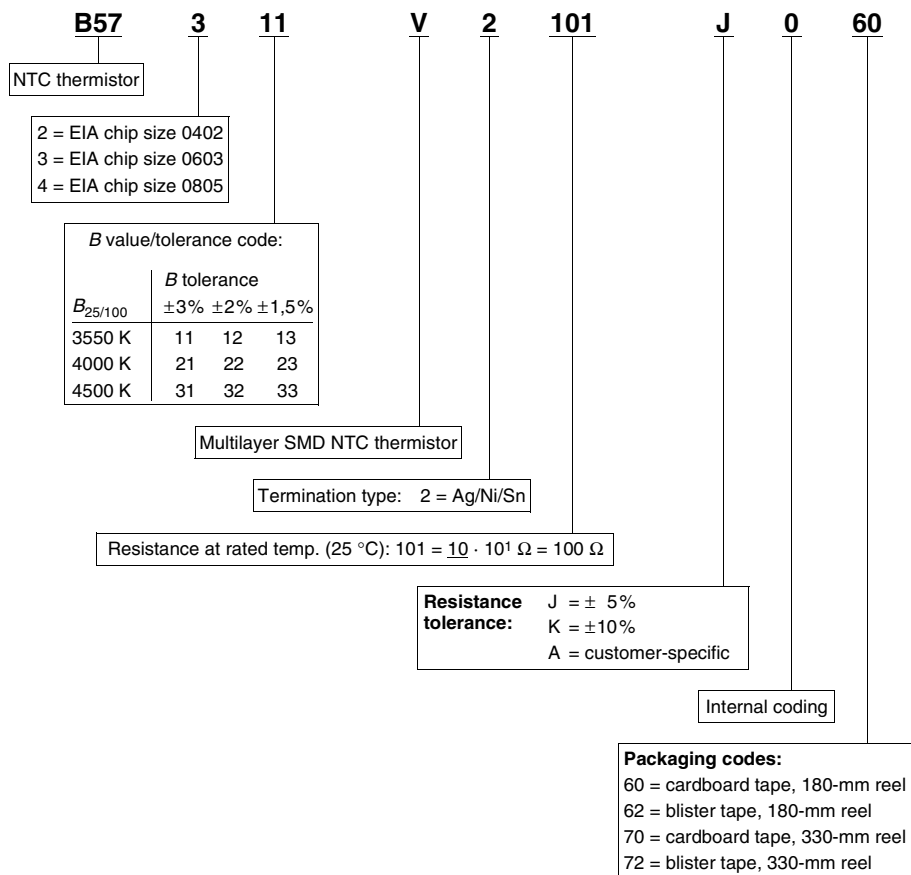 B57 3 11 V 2 101 J 0 60
NTC thermistor
2 = EIA chip size 0402
3 = EIA chip size 0603
4 = EIA chip size 0805
B value/tolerance code:
B tolerance
B25/100 ±3% ±2% ±1,5%
3550 K 11 12 13
4000 K 21 22 23
4500 K 31 32 33
Multilayer SMD NTC thermistor
Termination type: 2 = Ag/Ni/Sn
Resistance at rated temp. (25 °C): 101 = 10 · 10¹ Ω = 100 Ω
Resistance tolerance:
J = ± 5%
K = ±10%
A = customer-specific
Internal coding
Packaging codes:
60 = cardboard tape, 180-mm reel
62 = blister tape, 180-mm reel
70 = cardboard tape, 330-mm reel
72 = blister tape, 330-mm reel